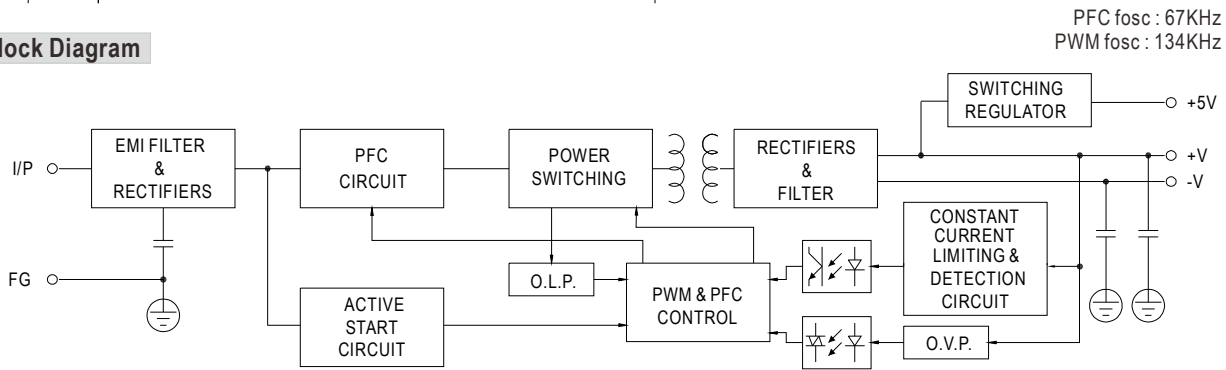 PFC fosc : 67KHz
PWM fosc : 134KHz
lock Diagram
I/P
EMI FILTER
&
RECTIFIERS
PFC
CIRCUIT
POWER
SWITCHING
RECTIFIERS
&
FILTER
SWITCHING
REGULATOR
+5V
+V
-V
FG
ACTIVE
START
CIRCUIT
O.L.P.
PWM & PFC
CONTROL
CONSTANT
CURRENT
LIMITING &
DETECTION
CIRCUIT
O.V.P.